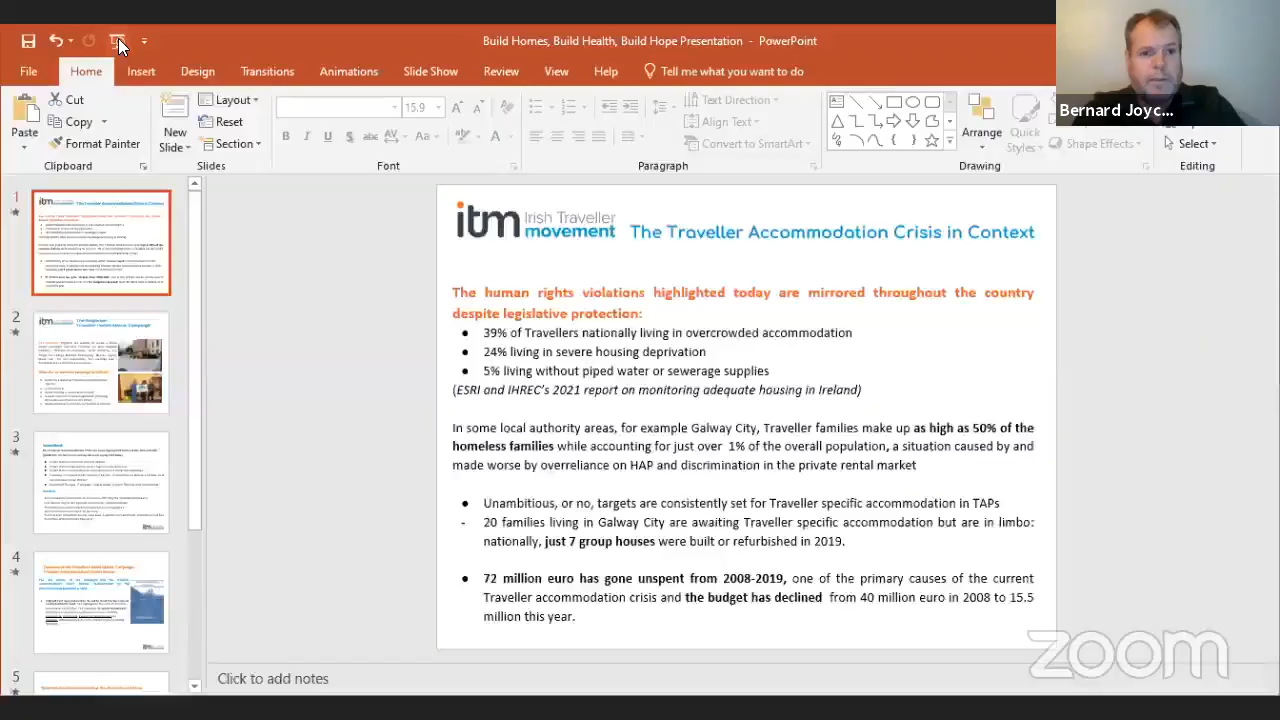 Build Homes, Build Health, Build Hope Presentation - PowerPoint
File Home Insert Design Transitions Animations Slide Show Review View Help Tell me what you want to do
Bernard Joyc...
Cut Layout 15.9 Text Direction
Paste Copy New Slide Reset Align Text Arrange Quick Styles
Format Painter Section Convert to SmartArt Shape Effects Select
Clipboard Slides Font Paragraph Drawing Editing
1
2
3
4
5
itm Irish Traveller movement The Traveller Accommodation Crisis in Context
The human rights violations highlighted today are mirrored throughout the country
despite legislative protection:
39% of Travellers nationally living in overcrowded accommodation
living in severe housing deprivation
living without piped water or sewerage supplies
(ESRI and IHREC's 2021 report on monitoring adequate housing in Ireland)
In some local authority areas, for example Galway City, Traveller families make up as high as 50% of the
homeless families while accounting for just over 1% of the overall population, a situation caused by and
made worse by overreliance on HAP and discrimination in the private rental market.
Unambitious, or no, targets are consistently set for Traveller specific accommodation in TAPs
- 20 families living in Galway City are awaiting Traveller specific accommodation but are in limbo:
nationally, just 7 group houses were built or refurbished in 2019.
million euro has gone unspent from one of the primary causes of the current
Traveller accommodation crisis and the budget has declined from 40 million euro in 2008 to 15.5
million this year.
Click to add notes
zoom